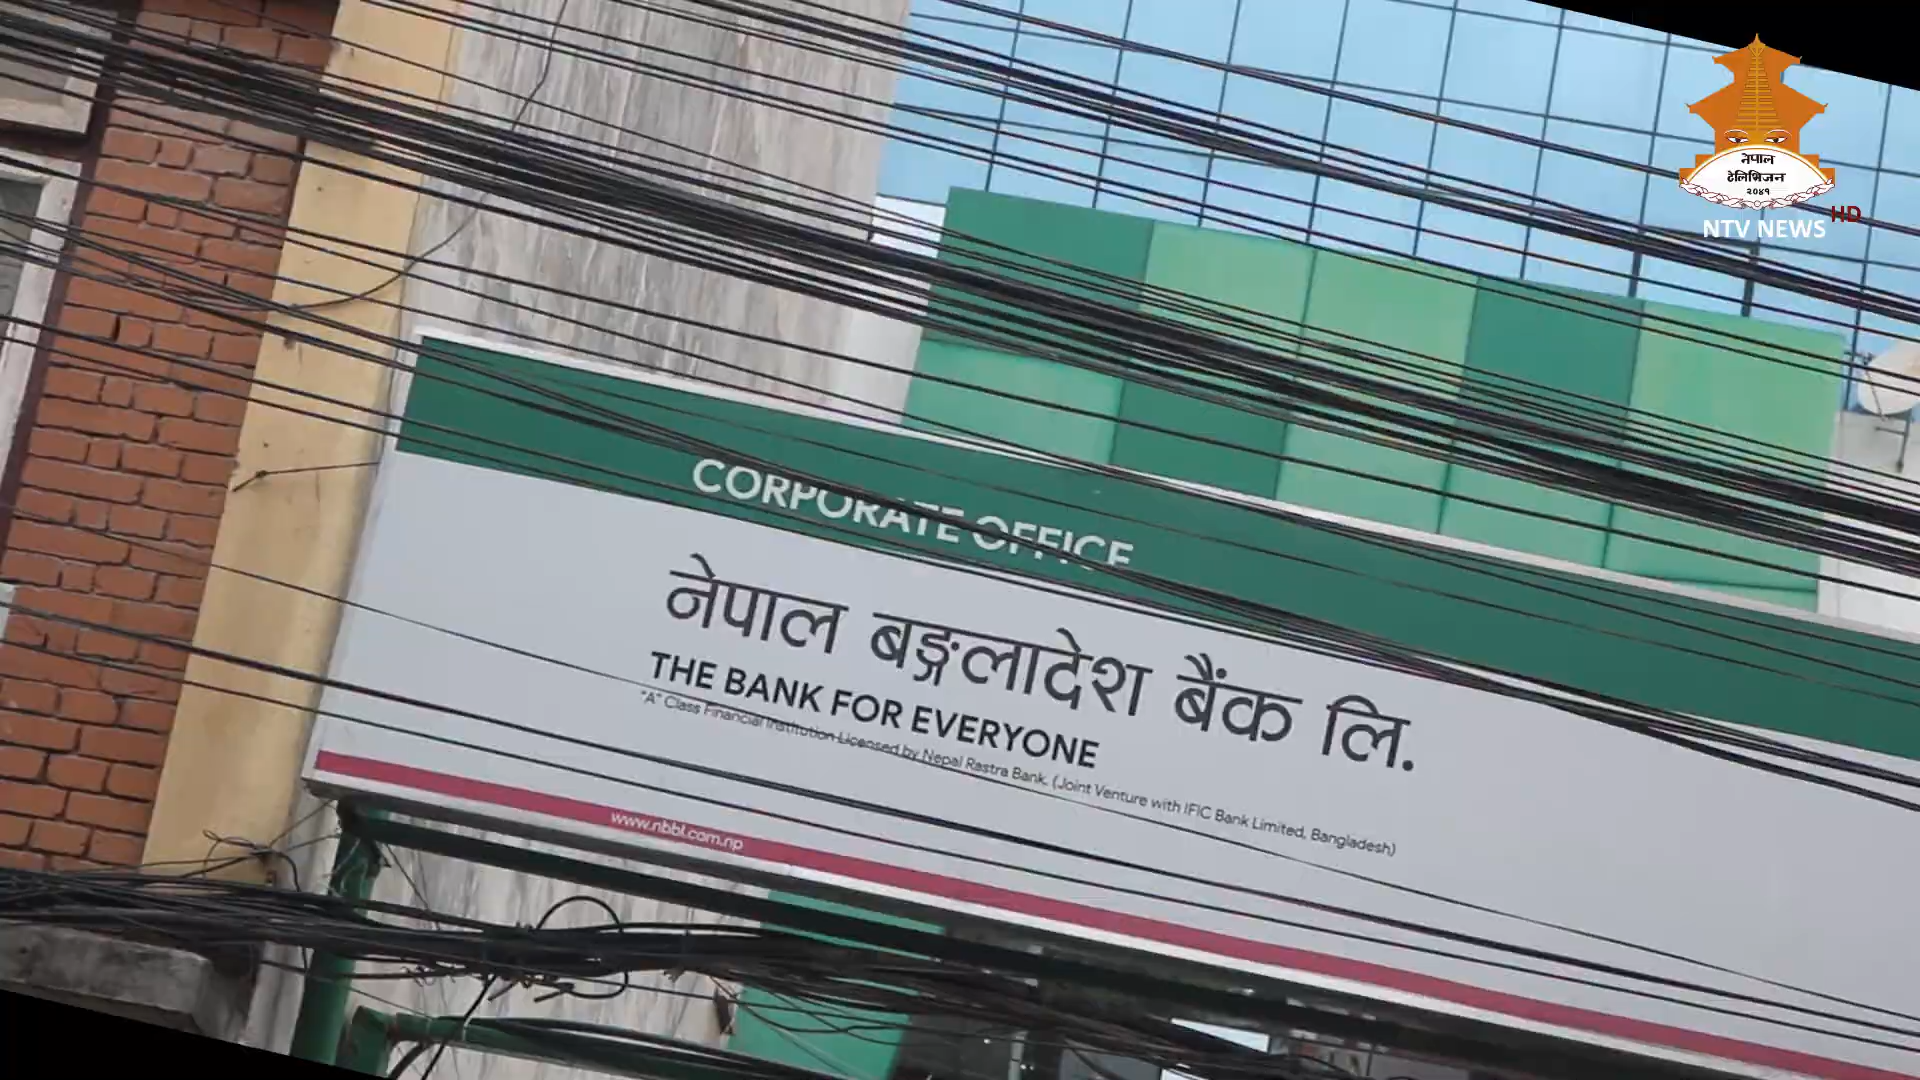 नेपाल
टेलिभिजन
२०४१
NTV NEWS HD
CORPORATE OFFICE
नेपाल बङ्गलादेश बैंक लि.
THE BANK FOR EVERYONE
"A" Class Financial Institution Licensed by Nepal Rastra Bank. (Joint Venture with IFIC Bank Limited, Bangladesh)
www.nbbl.com.np